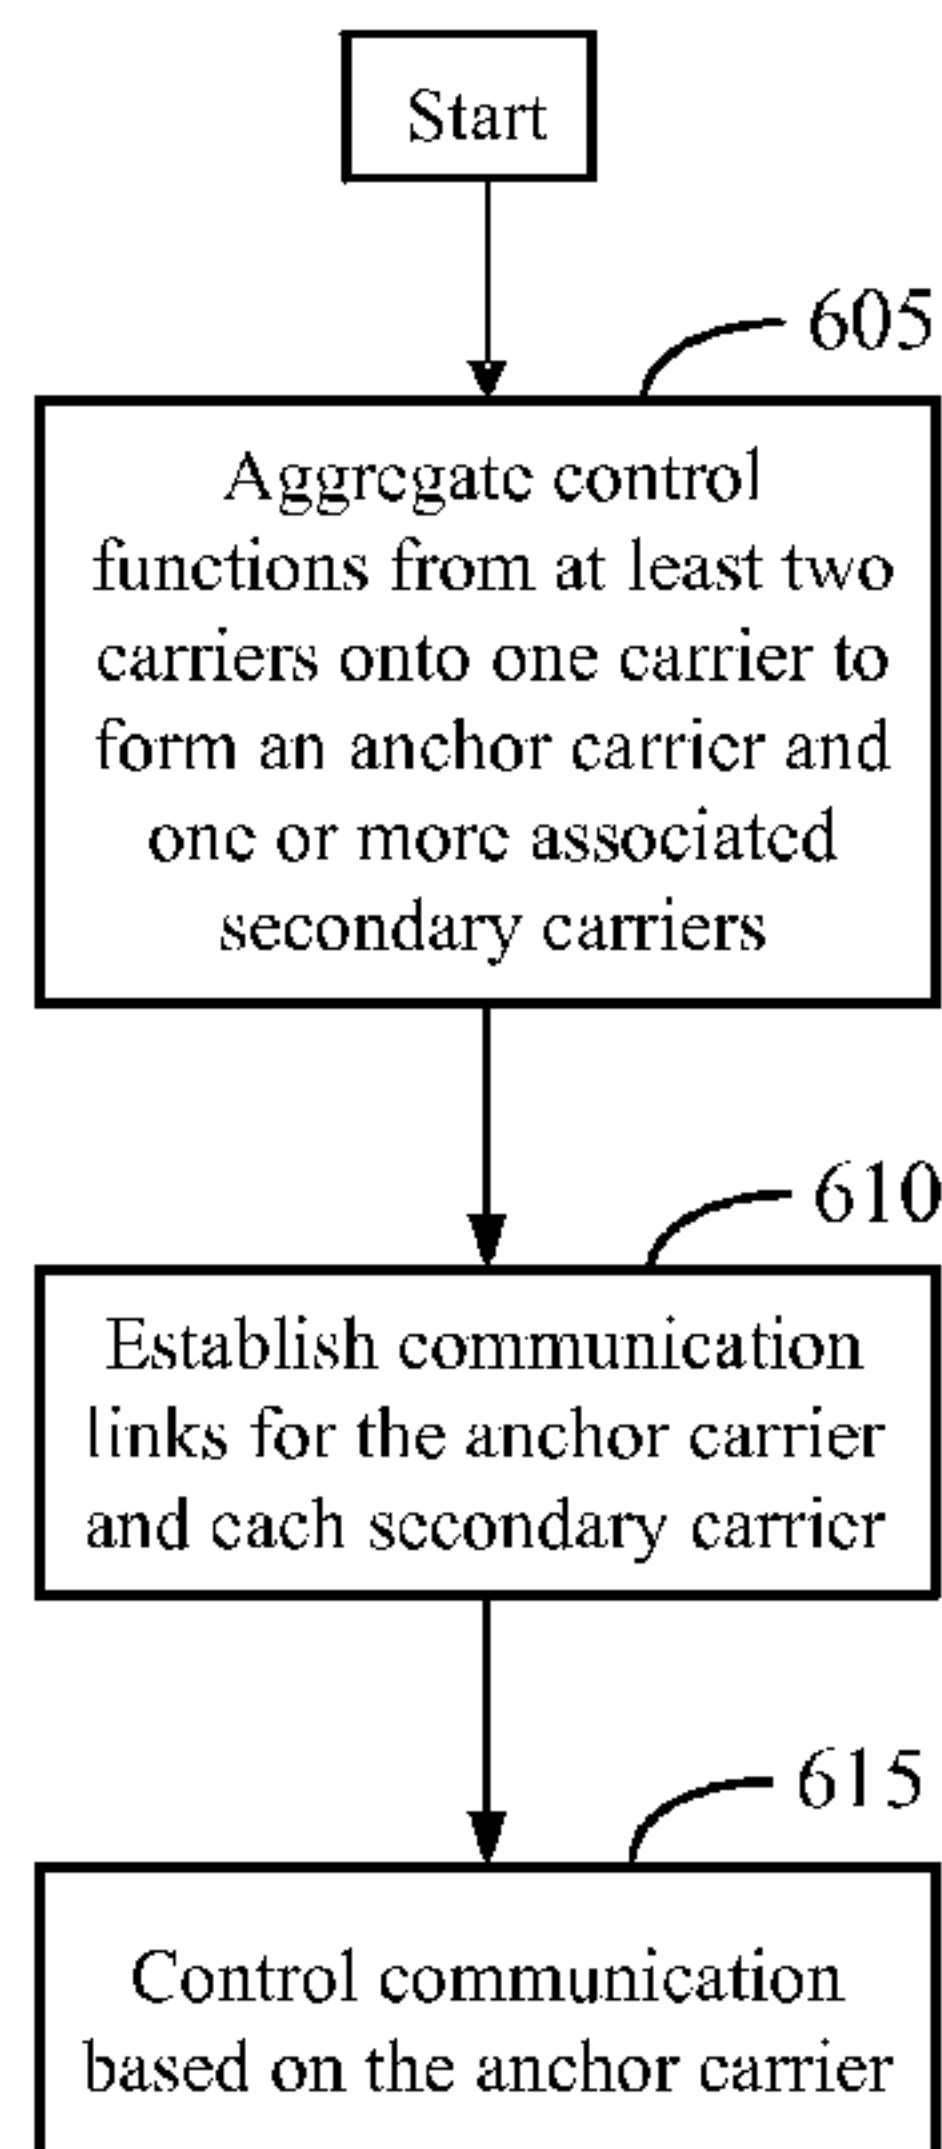 Start
605
Aggregate control
functions from at least two
carriers onto one carrier to
form an anchor carrier and
one or more associated
secondary carriers
610
Establish communication
links for the anchor carrier
and each secondary carrier
615
Control communication
based on the anchor carrier